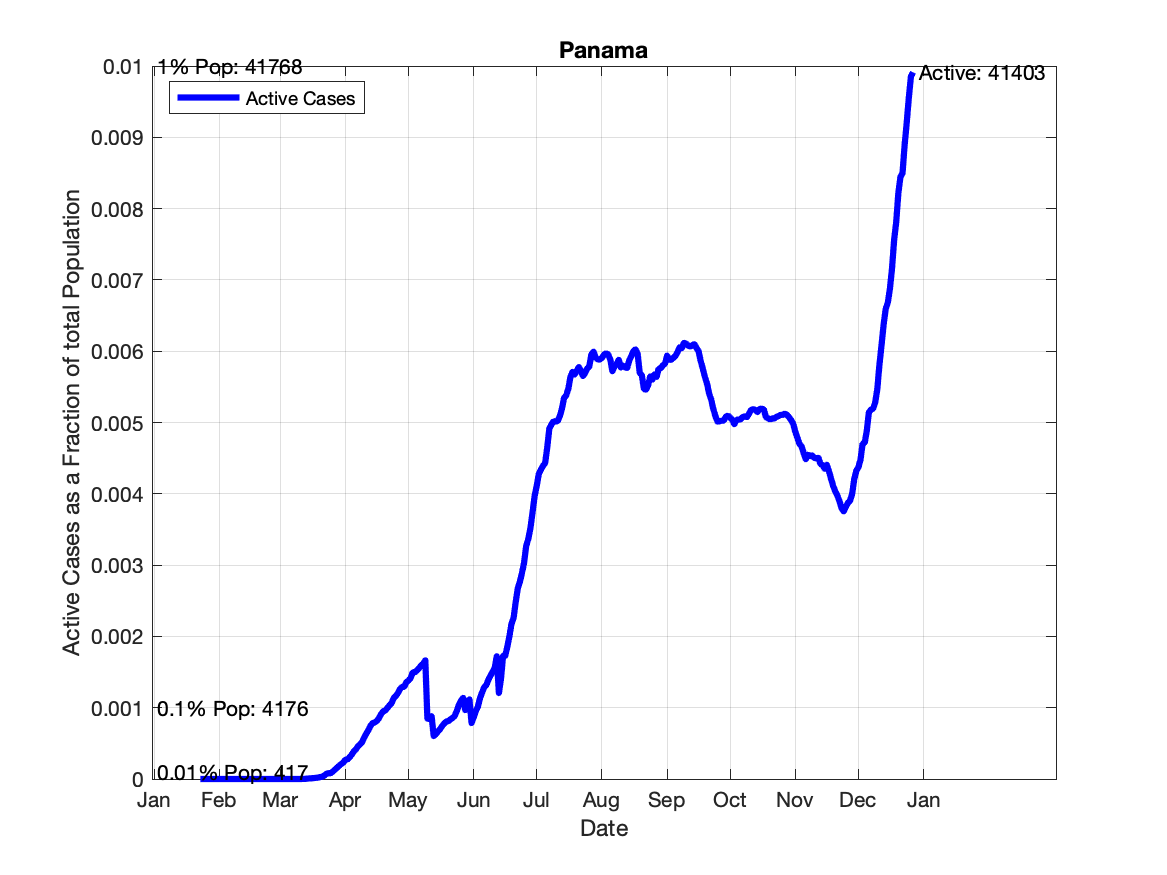 Panama
1% Pop: 41768
Active: 41403
Active Cases
0.1% Pop: 4176
0.01% Pop: 417
Active Cases as a Fraction of total Population
0.01
0.009
0.008
0.007
0.006
0.005
0.004
0.003
0.002
0.001
0
Jan Feb Mar Apr May Jun Jul Aug Sep Oct Nov Dec Jan
Date